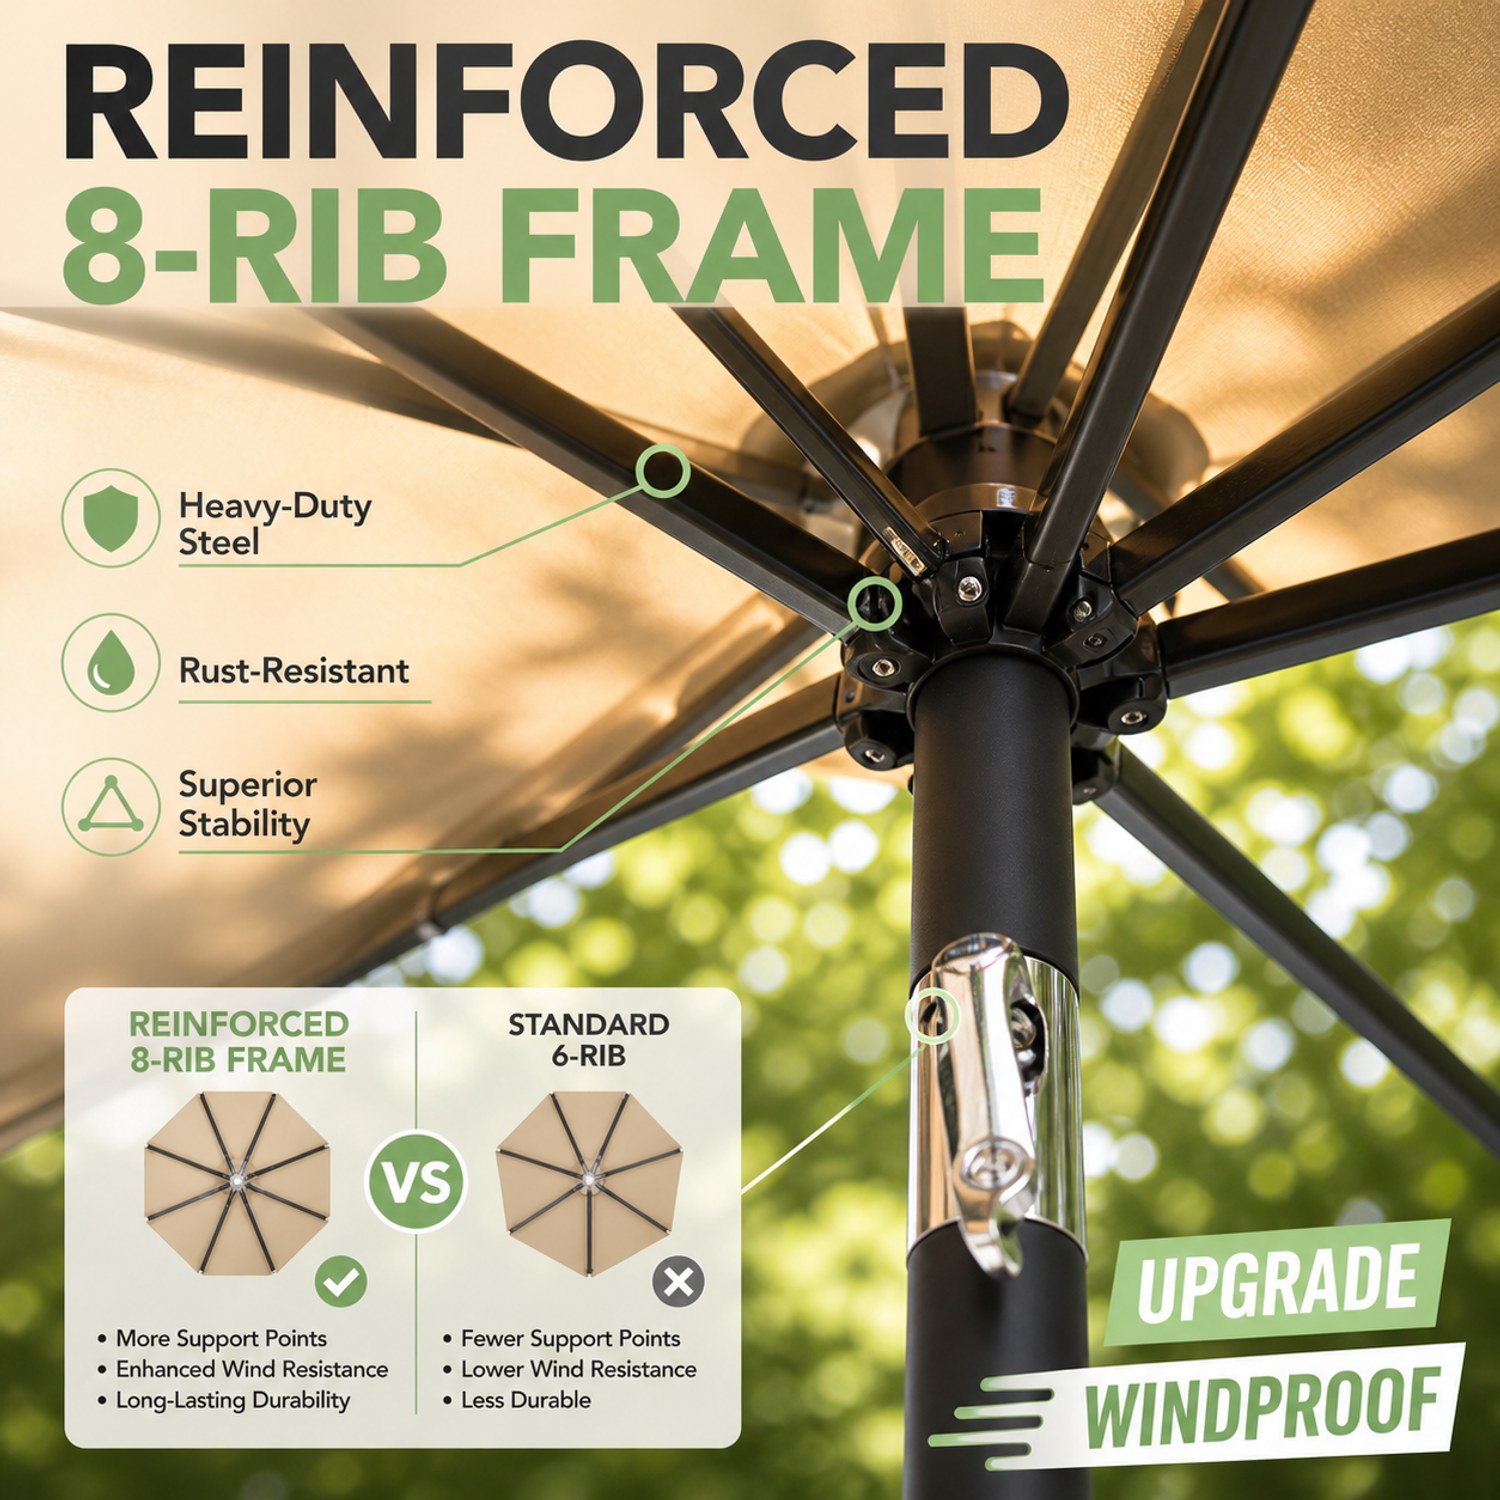 REINFORCED
8-RIB FRAME
Heavy-Duty
Steel
Rust-Resistant
Superior
Stability
REINFORCED
8-RIB FRAME
VS
STANDARD
6-RIB
• More Support Points
• Enhanced Wind Resistance
• Long-Lasting Durability
• Fewer Support Points
• Lower Wind Resistance
• Less Durable
UPGRADE
WINDPROOF